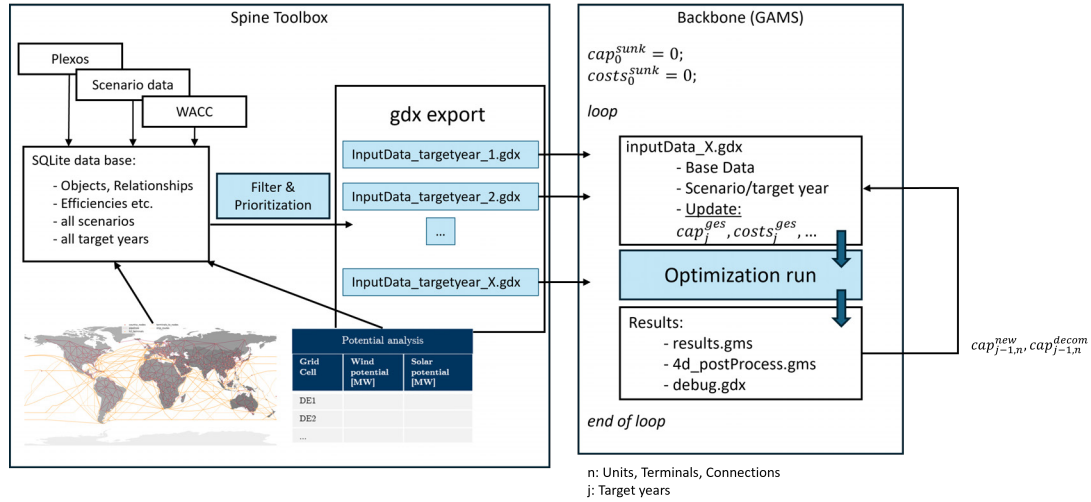 Spine Toolbox
Plexos
Scenario data
WACC
SQLite data base:
- Objects, Relationships
- Efficiencies etc.
- all scenarios
- all target years
Filter &
Prioritization
gdx export
InputData_targetyear_1.gdx
InputData_targetyear_2.gdx
...
InputData_targetyear_X.gdx
Potential analysis
Grid Cell
Wind potential [MW]
Solar potential [MW]
DE1
DE2
...
Backbone (GAMS)
cap_0^{sunk} = 0;
costs_0^{sunk} = 0;
loop
inputData_X.gdx
- Base Data
- Scenario/target year
- Update:
cap_j^{ges}, costs_j^{ges}, ...
Optimization run
Results:
- results.gms
- 4d_postProcess.gms
- debug.gdx
end of loop
cap_{j-1,n}^{new}, cap_{j-1,n}^{decom}
n: Units, Terminals, Connections
j: Target years